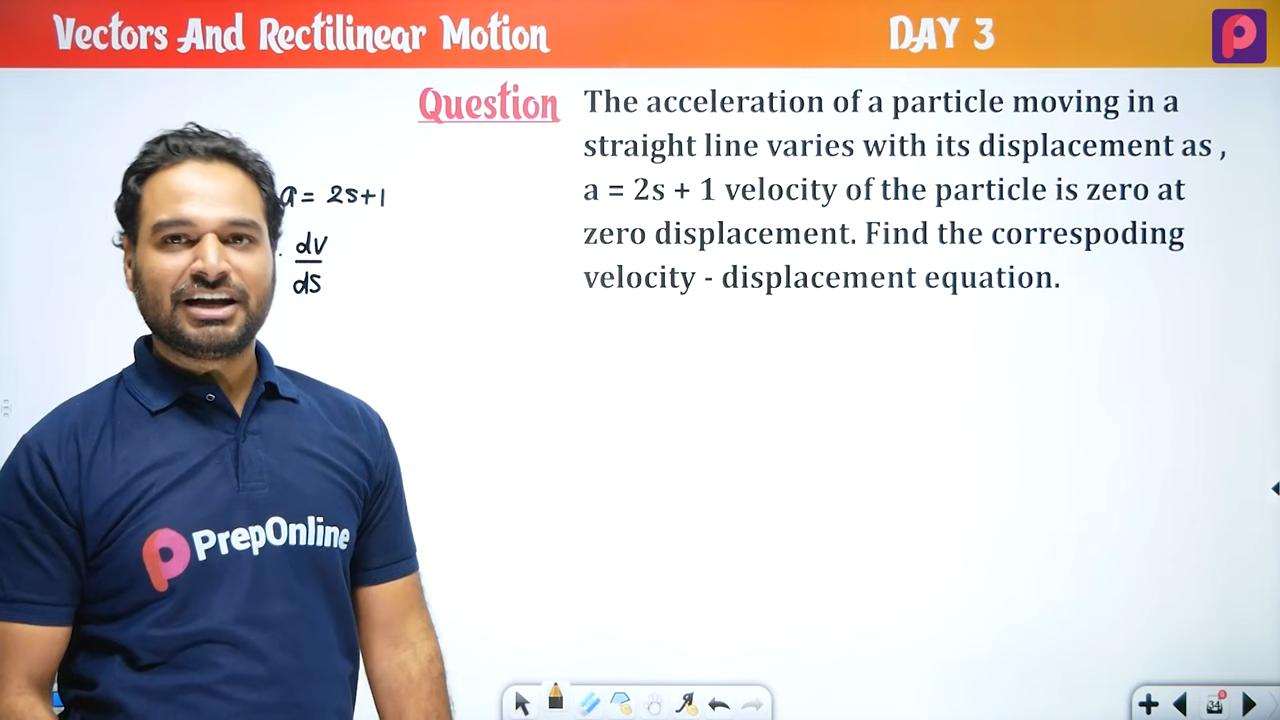 Vectors And Rectilinear Motion
DAY 3
Question
The acceleration of a particle moving in a
straight line varies with its displacement as ,
a = 2s + 1 velocity of the particle is zero at
zero displacement. Find the correspoding
velocity - displacement equation.
a = 2s+1
dv
ds
PrepOnline
34